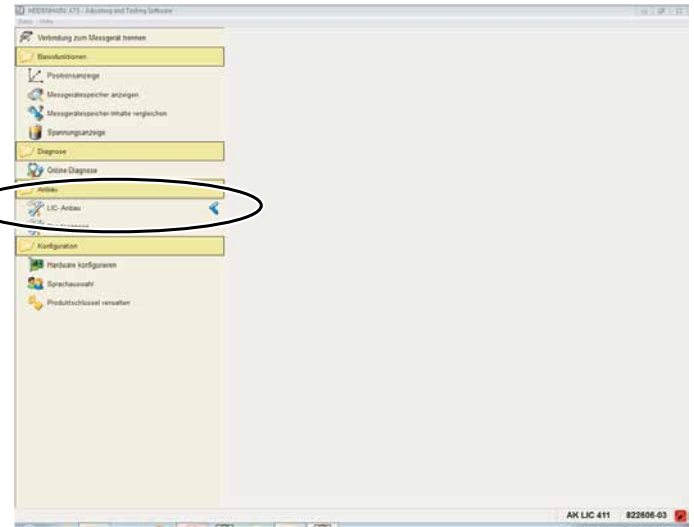 HEIDENHAIN ATS - Adjusting and Testing Software
Datei Hilfe
Verbindung zum Messgerät trennen
Basisfunktionen
Positionsanzeige
Messgerätespeicher anzeigen
Messgerätespeicher-Inhalte vergleichen
Spannungsanzeige
Diagnose
Online-Diagnose
Anbau
LIC- Anbau
Konfiguration
Hardware konfigurieren
Sprachauswahl
Produktschlüssel verwalten
AK LIC 411 822606-03